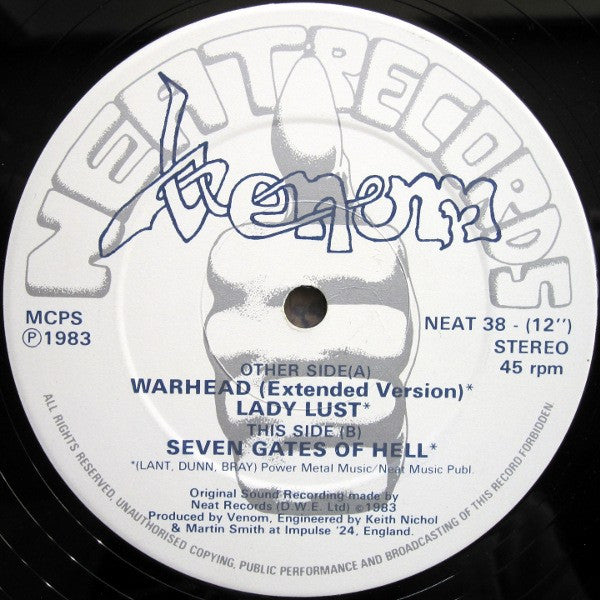 NEAT RECORDS
Venom
MCPS
℗1983
NEAT 38 - (12")
STEREO
45 rpm
OTHER SIDE(A)
WARHEAD (Extended Version)*
LADY LUST*
THIS SIDE (B)
SEVEN GATES OF HELL*
*(LANT, DUNN, BRAY) Power Metal Music/Neat Music Publ.
Original Sound Recording made by
Neat Records (D.W.E. Ltd) ©1983
Produced by Venom, Engineered by Keith Nichol
& Martin Smith at Impulse '24, England.
ALL RIGHTS RESERVED, UNAUTHORISED COPYING, PUBLIC PERFORMANCE AND BROADCASTING OF THIS RECORD FORBIDDEN.